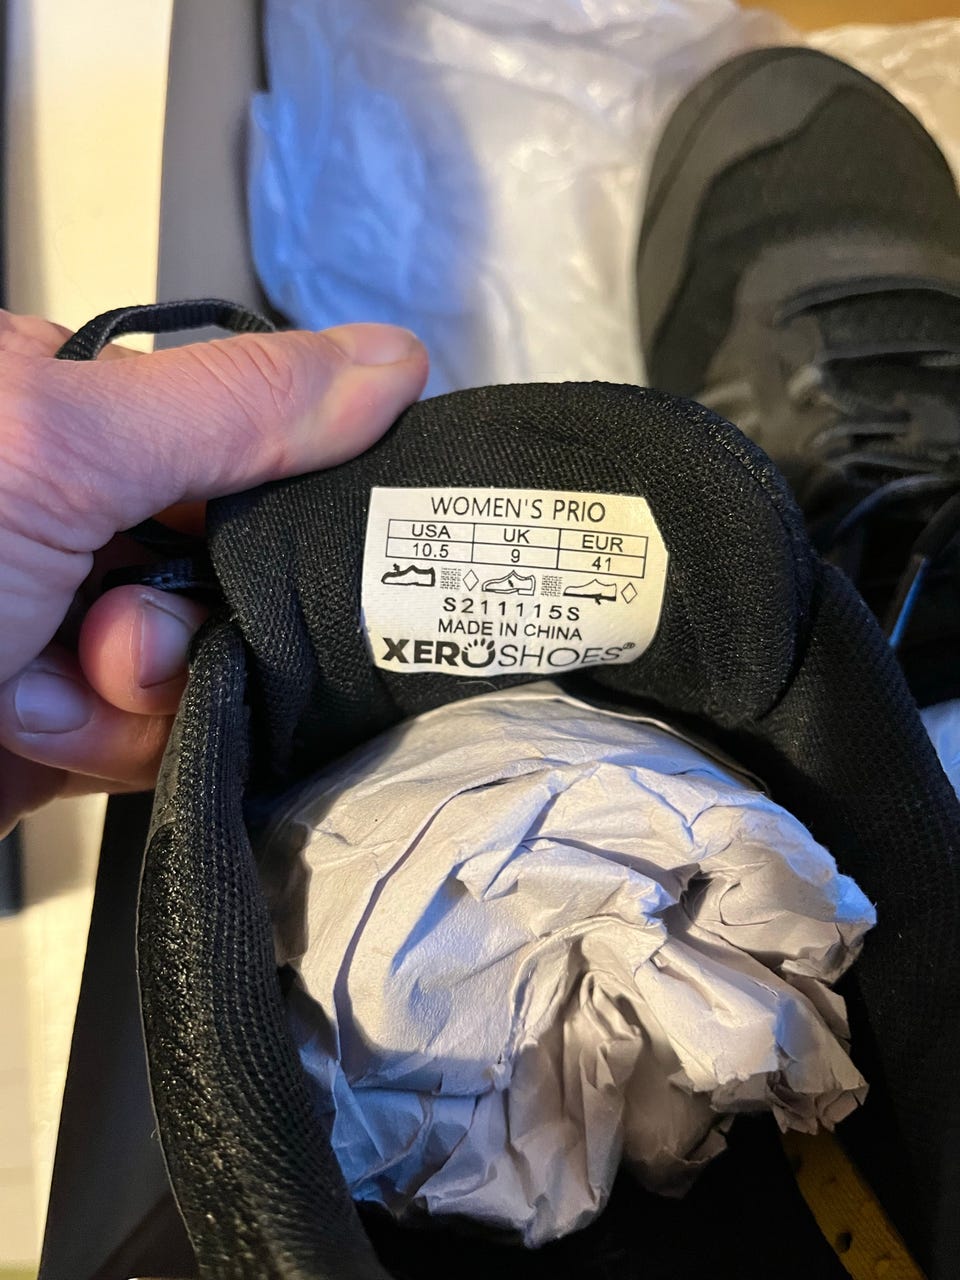 WOMEN'S PRIO
USA UK EUR
10.5 9 41
S211115S
MADE IN CHINA
XEROSHOES®